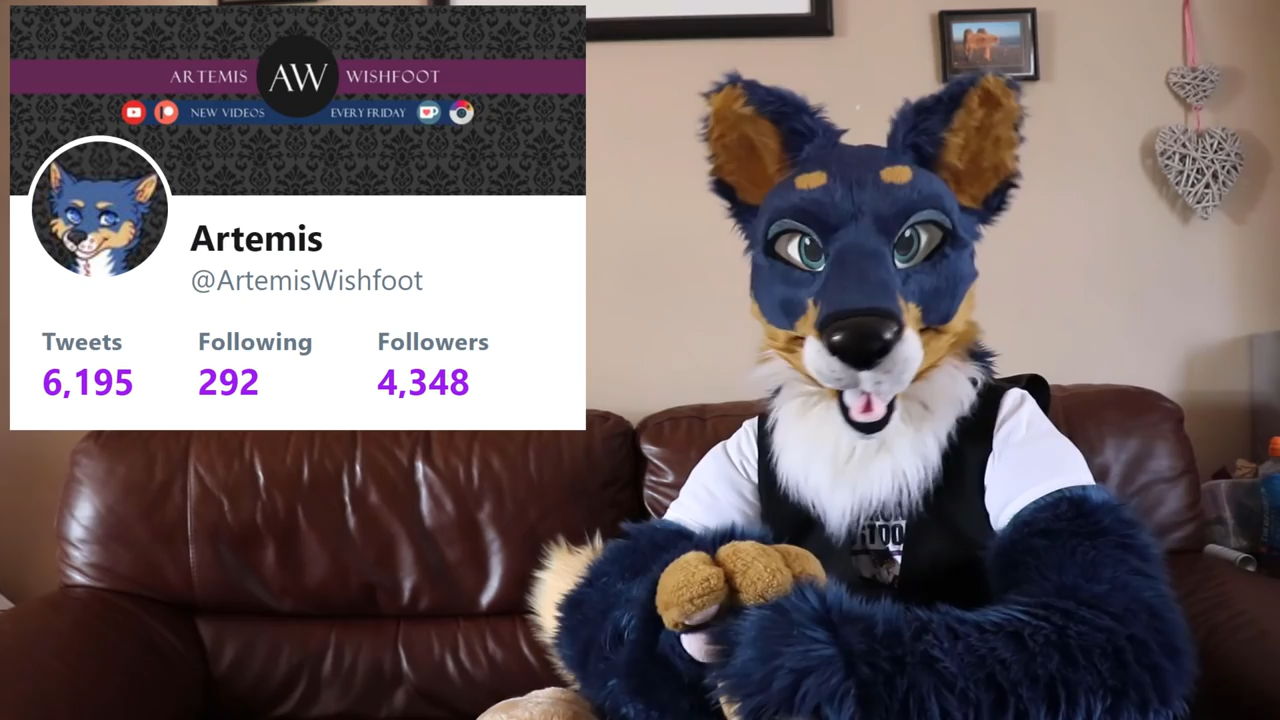 ARTEMIS AW WISHFOOT
NEW VIDEOS EVERY FRIDAY
Artemis
@ArtemisWishfoot
Tweets Following Followers
6,195 292 4,348